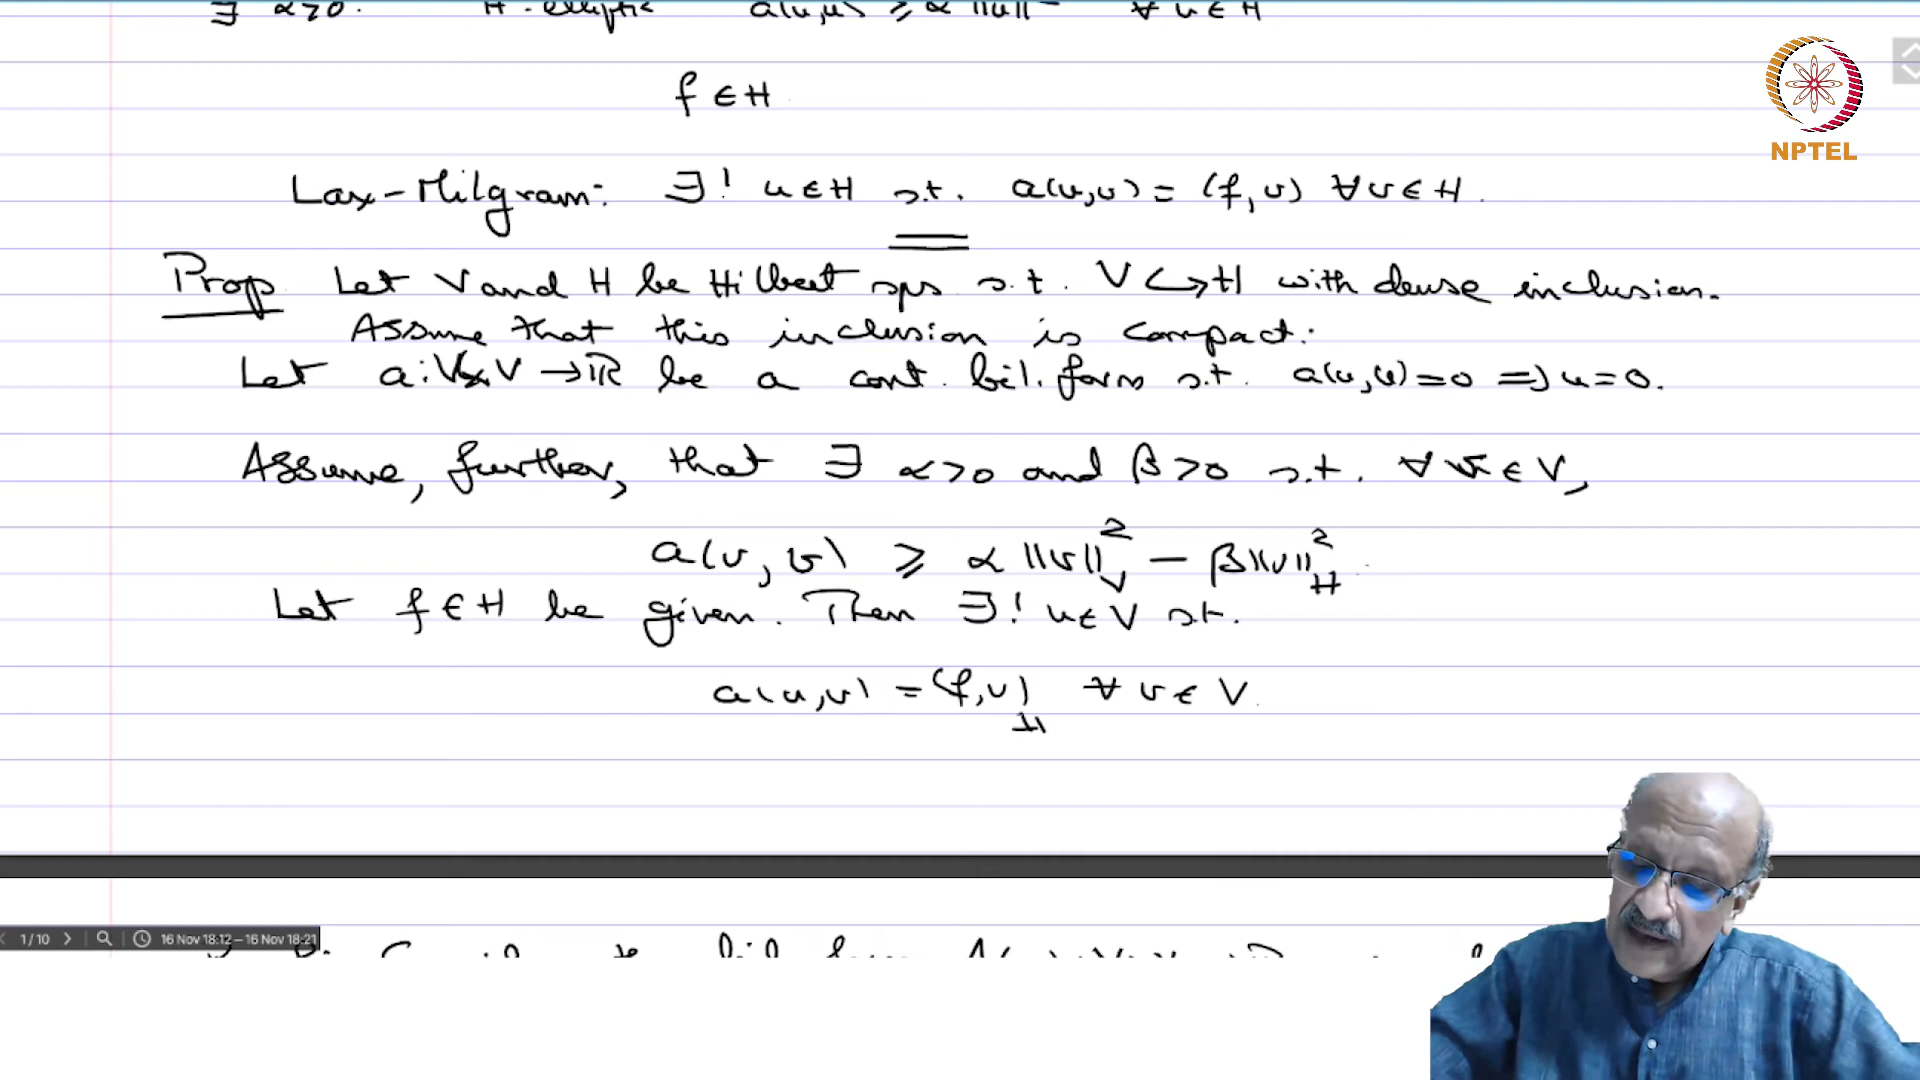 ∃ α>0. H-elliptic a(u,u) ≥ α ||u||² ∀ u ∈ H
f ∈ H
NPTEL
Lax-Milgram: ∃! u ∈ H s.t. a(u,v) = (f,v) ∀ v ∈ H.
Prop. Let V and H be Hilbert sps s.t. V ↪ H with dense inclusion.
Assume that this inclusion is compact.
Let a: V×V → ℝ be a cont. bil. form s.t. a(u,u)=0 ⇒ u=0.
Assume, further, that ∃ α>0 and β>0 s.t. ∀ v ∈ V,
a(v,v) ≥ α ||v||²_V − β||v||²_H.
Let f ∈ H be given. Then ∃! u ∈ V s.t.
a(u,v) = (f,v)_H ∀ v ∈ V.
1/10 16 Nov 18:12 – 16 Nov 18:21